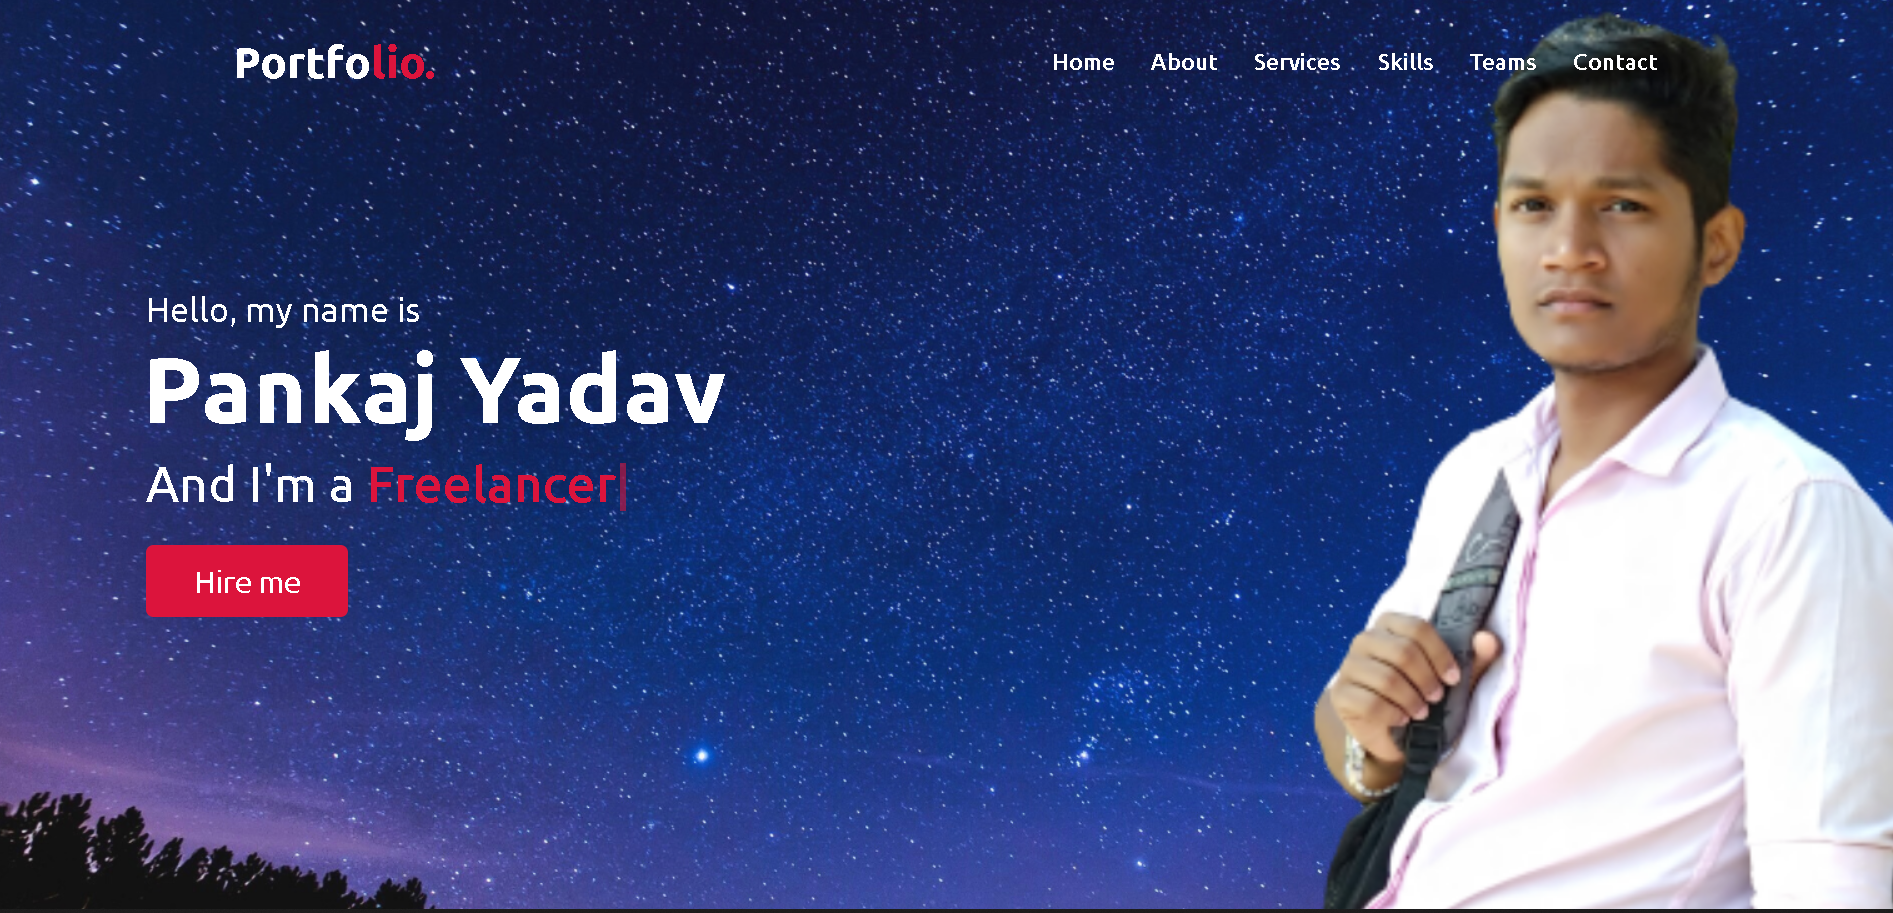 Portfolio.
Home About Services Skills Teams Contact
Hello, my name is
Pankaj Yadav
And I'm a Freelancer|
Hire me